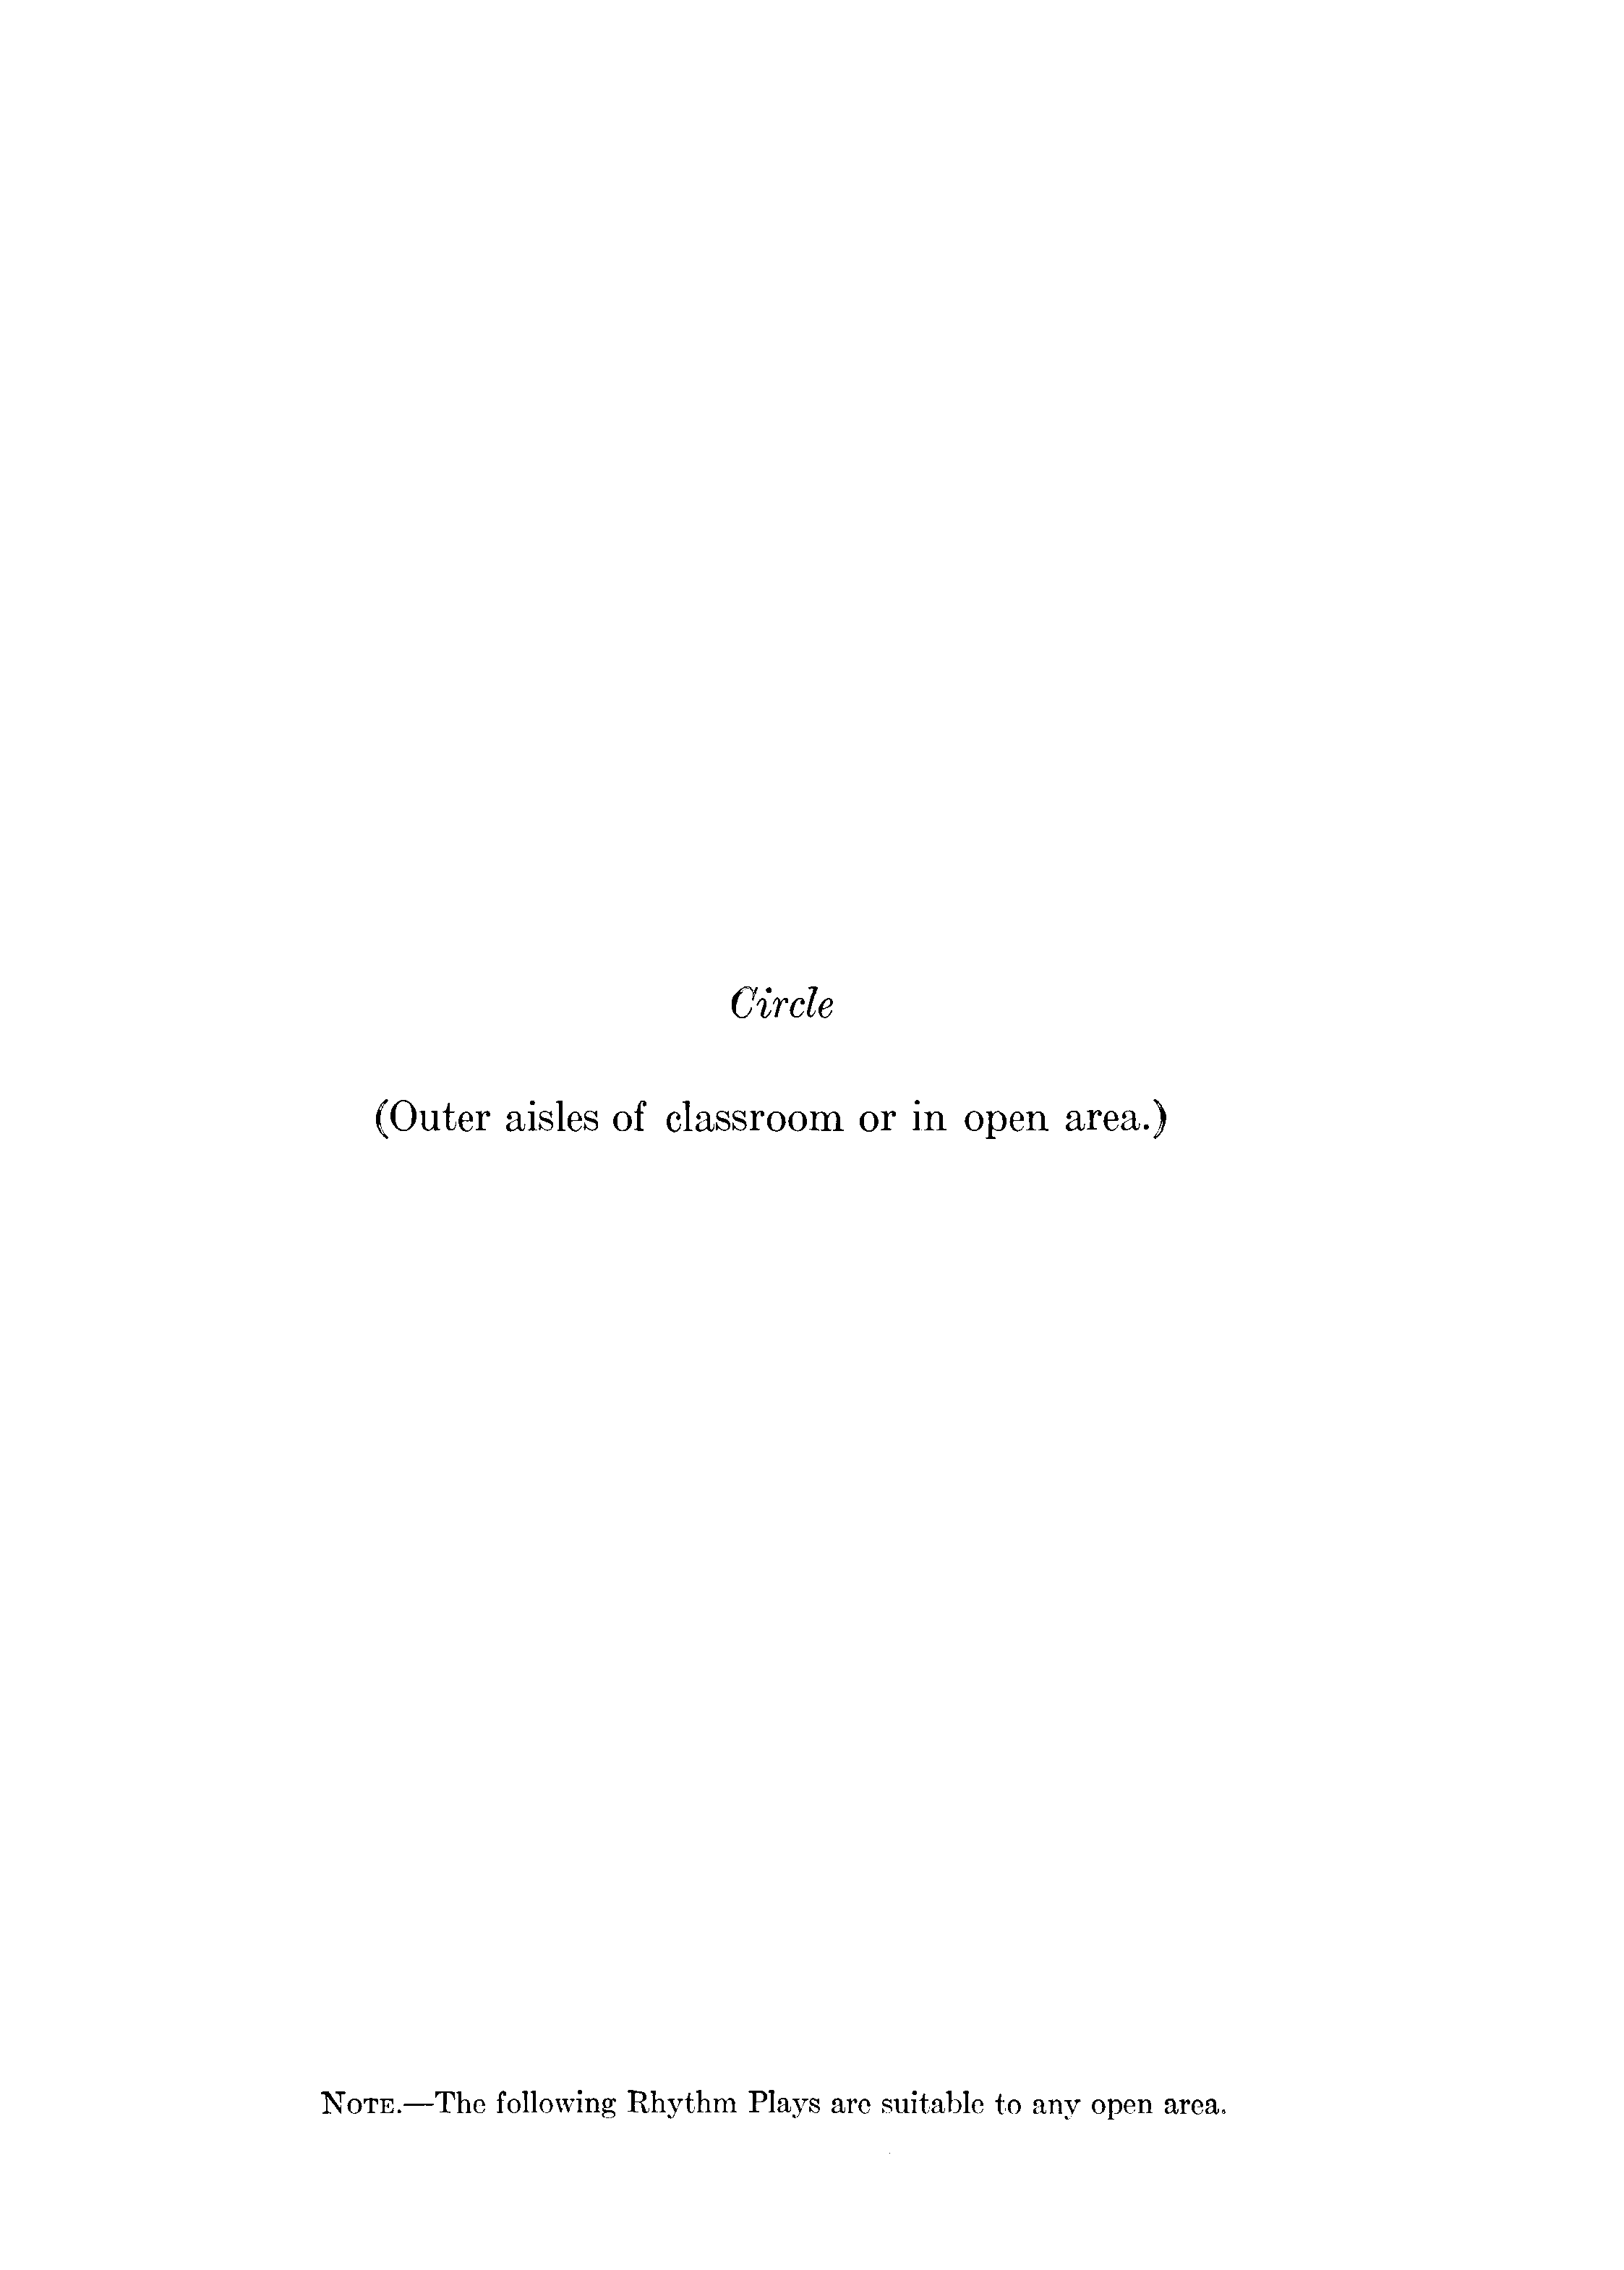 Circle
(Outer aisles of classroom or in open area.)
NOTE.—The following Rhythm Plays are suitable to any open area.